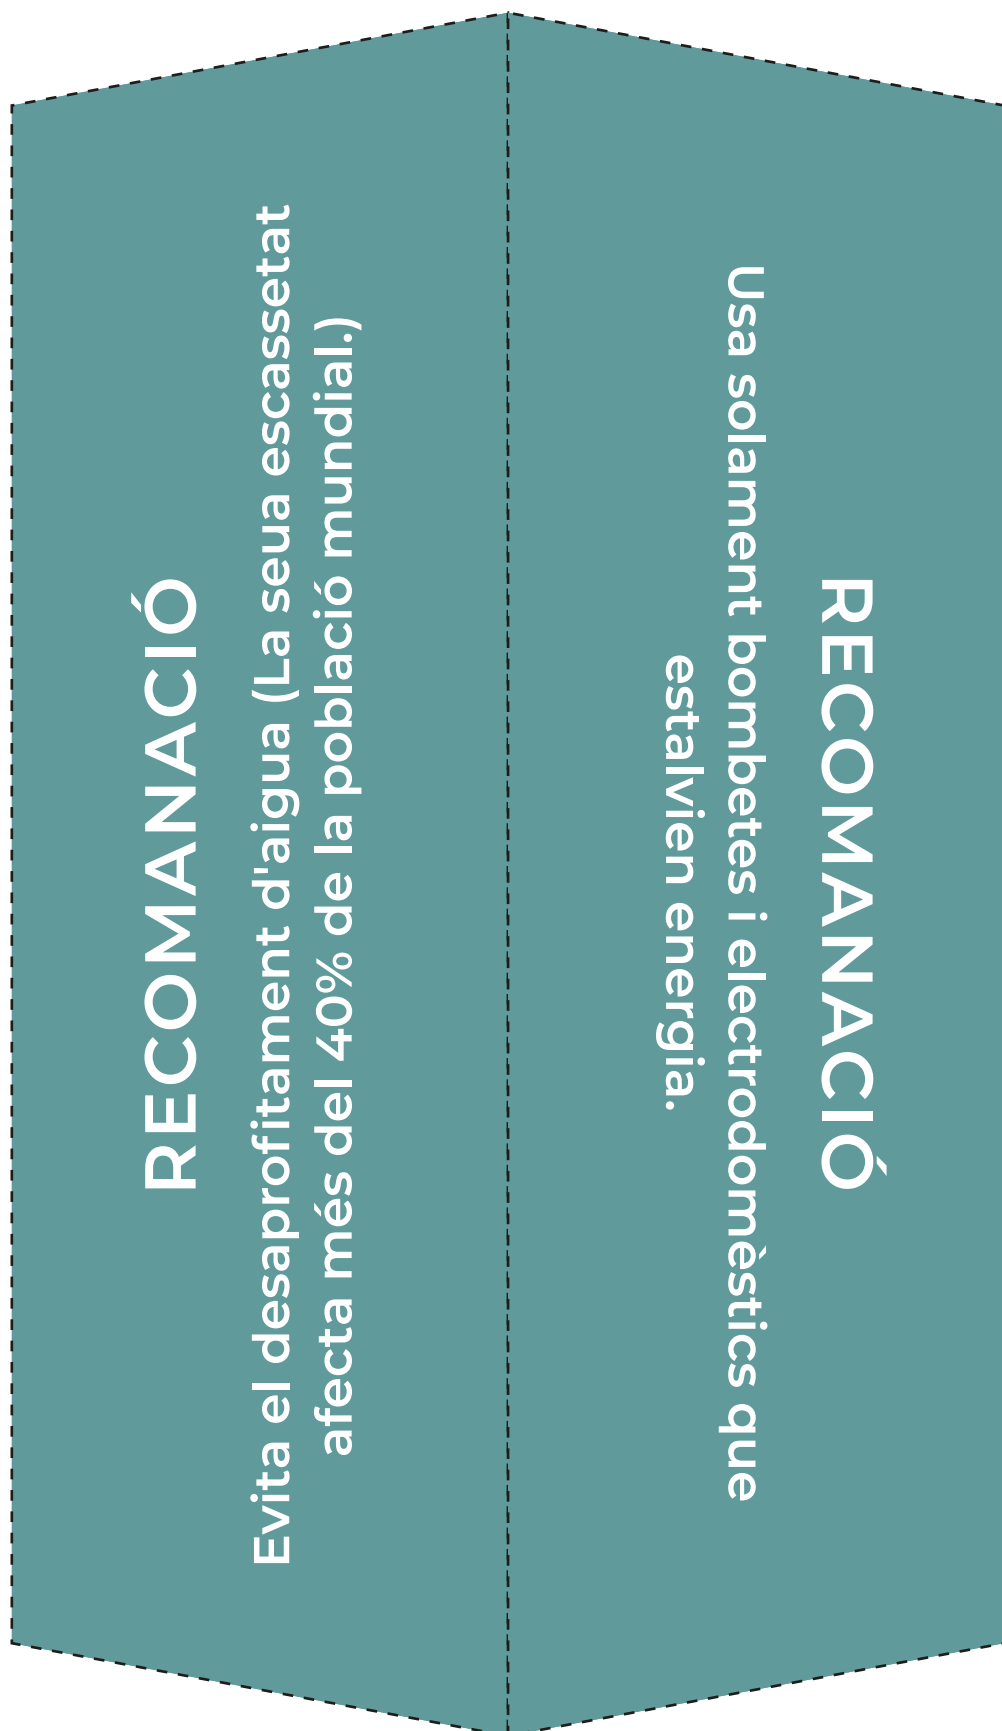 RECOMANACIÓ
Evita el desaprofitament d'aigua (La seua escassetat
afecta més del 40% de la població mundial.)
RECOMANACIÓ
Usa solament bombetes i electrodomèstics que
estalvien energia.